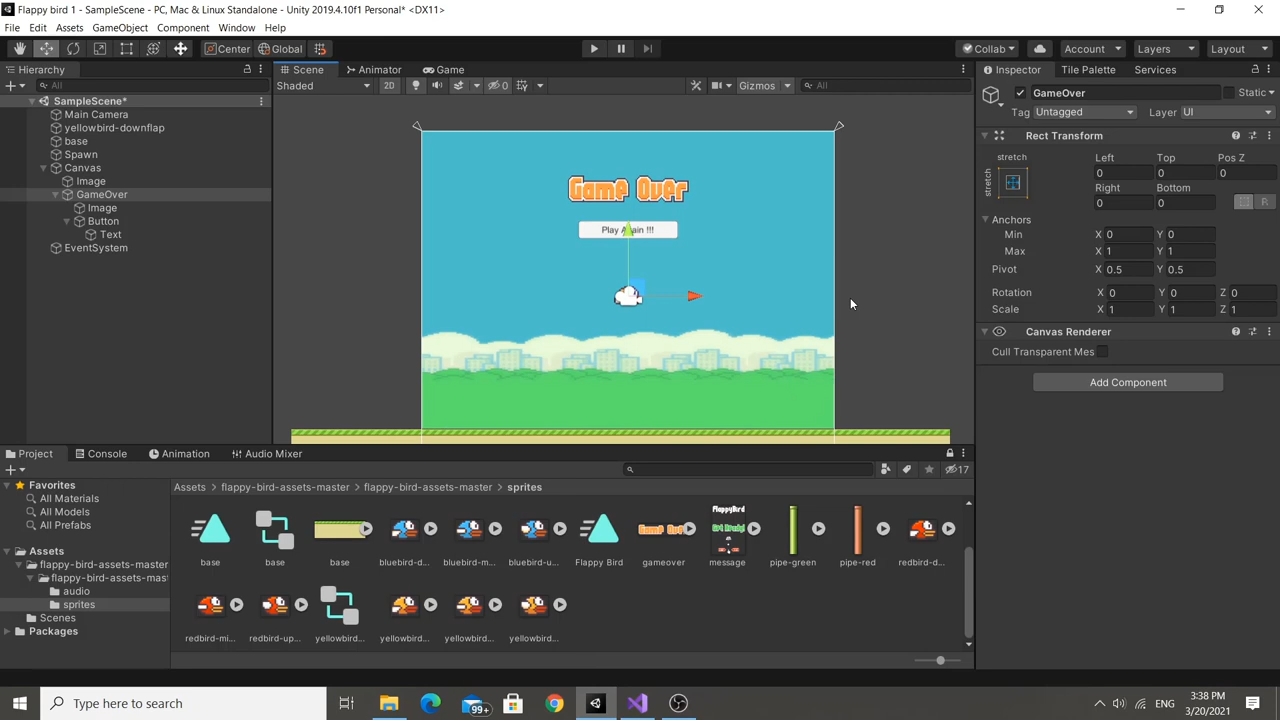 Flappy bird 1 - SampleScene - PC, Mac & Linux Standalone - Unity 2019.4.10f1 Personal* <DX11>
File Edit Assets GameObject Component Window Help
Center Global Collab Account Layers Layout
Hierarchy
All
SampleScene*
Main Camera
yellowbird-downflap
base
Spawn
Canvas
Image
GameOver
Image
Button
Text
EventSystem
Scene Animator Game
Shaded 2D 0 Gizmos All
Game Over
Inspector Tile Palette Services
GameOver Static
Tag Untagged Layer UI
Rect Transform
stretch Left Top Pos Z
stretch 0 0 0
Right Bottom
0 0 R
Anchors
Min X 0 Y 0
Max X 1 Y 1
Pivot X 0.5 Y 0.5
Rotation X 0 Y 0 Z 0
Scale X 1 Y 1 Z 1
Canvas Renderer
Cull Transparent Mes
Add Component
Project Console Animation Audio Mixer
17
Favorites
All Materials
All Models
All Prefabs
Assets
flappy-bird-assets-master
flappy-bird-assets-mast
audio
sprites
Scenes
Packages
Assets > flappy-bird-assets-master > flappy-bird-assets-master > sprites
FlappyBird
base base base bluebird-d... bluebird-m... bluebird-u... Flappy Bird gameover message pipe-green pipe-red redbird-d...
redbird-mi... redbird-up... yellowbird... yellowbird... yellowbird... yellowbird...
Type here to search
99+
ENG
3:38 PM
3/20/2021